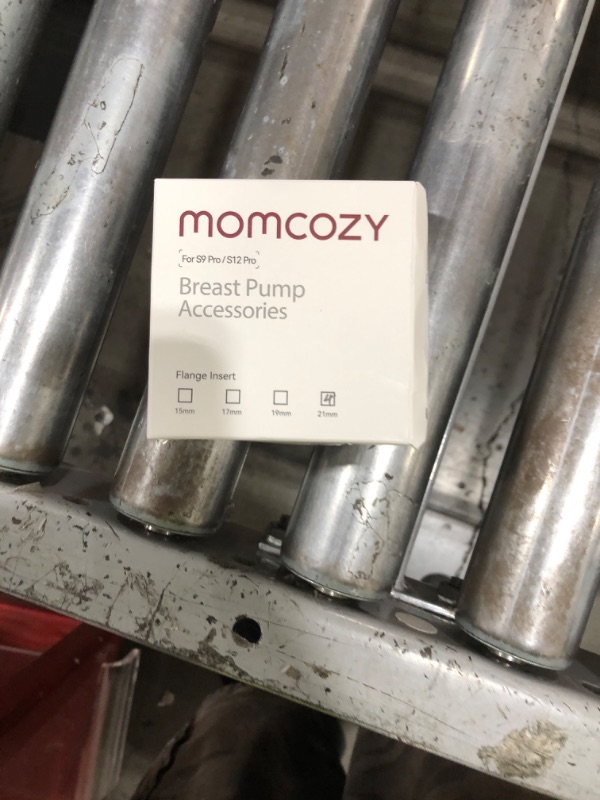 momcozy
[For S9 Pro / S12 Pro]
Breast Pump
Accessories
Flange Insert
15mm 17mm 19mm 21mm